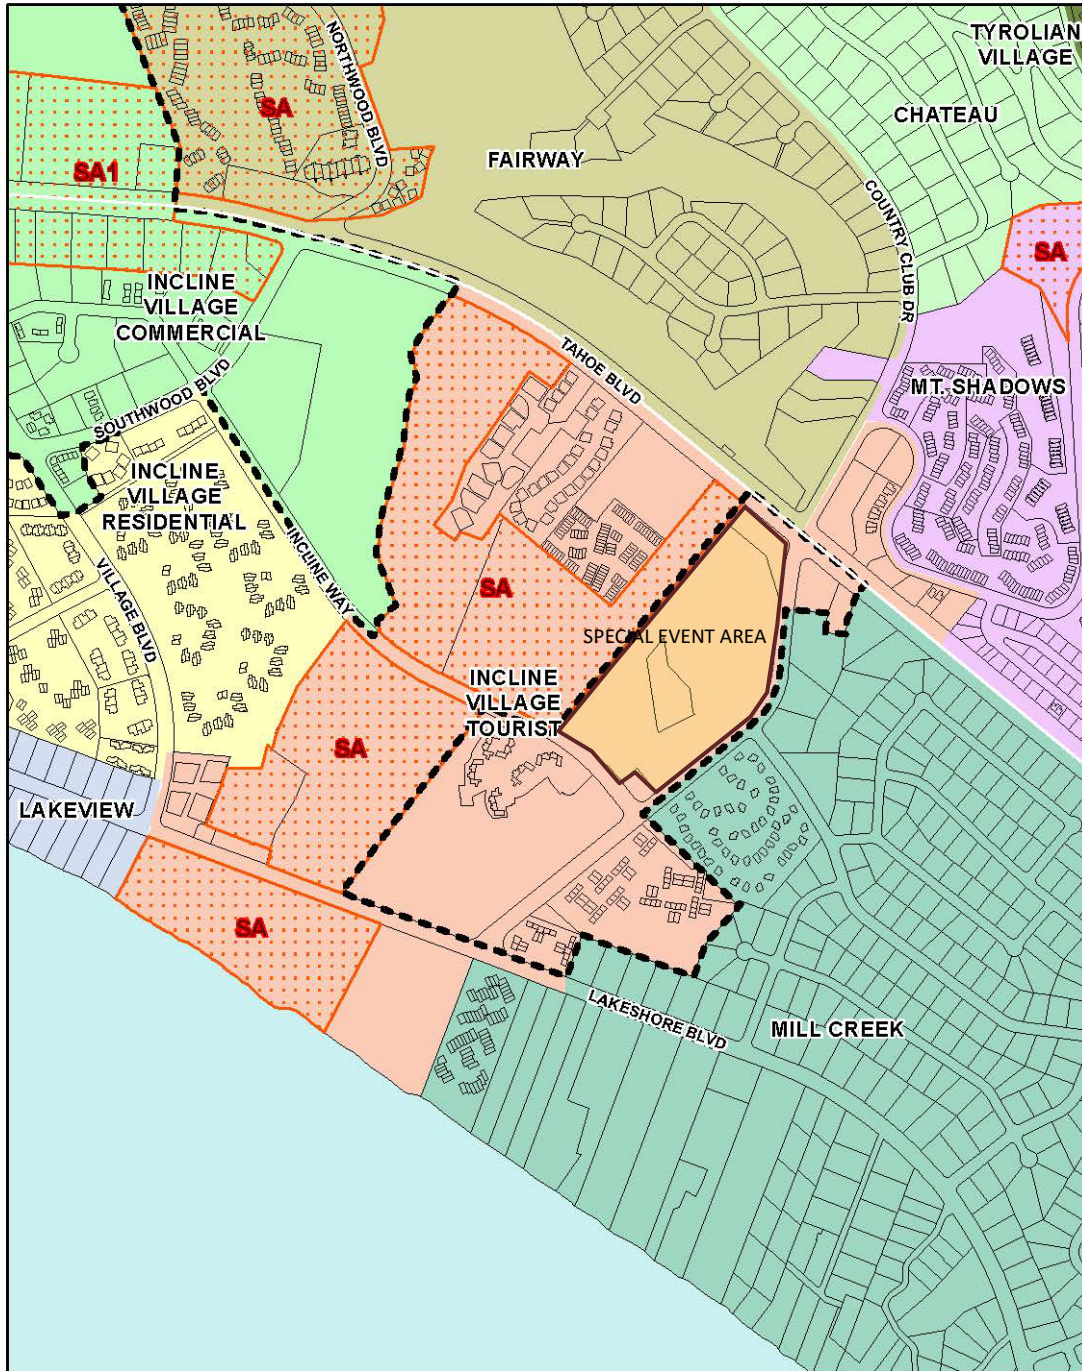 TYROLIAN
VILLAGE
NORTHWOOD BLVD
SA
CHATEAU
FAIRWAY
SA1
COUNTRY CLUB DR
SA
INCLINE
VILLAGE
COMMERCIAL
TAHOE BLVD
MT. SHADOWS
SOUTHWOOD BLVD
INCLINE
VILLAGE
RESIDENTIAL
INCLINE WAY
VILLAGE BLVD
SA
SPECIAL EVENT AREA
INCLINE
VILLAGE
TOURIST
SA
LAKEVIEW
SA
LAKESHORE BLVD
MILL CREEK